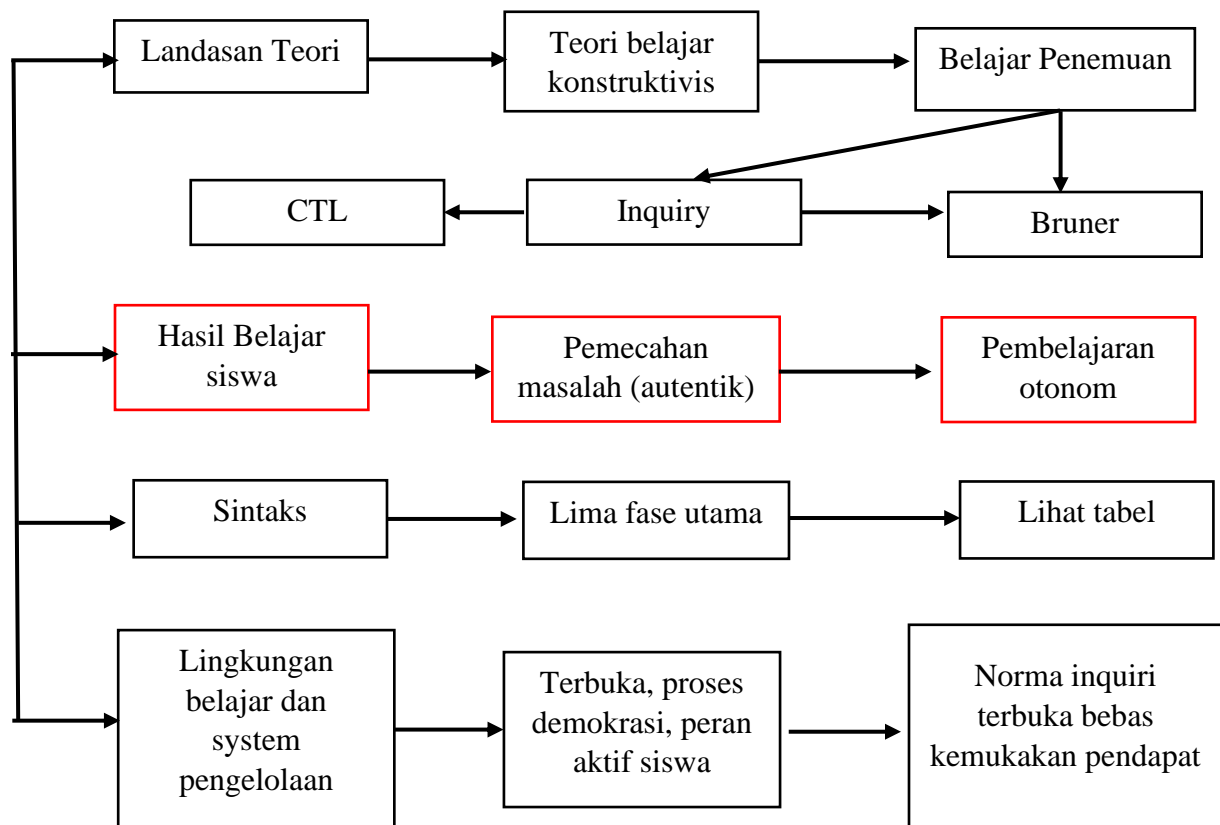 Landasan Teori
Teori belajar
konstruktivis
Belajar Penemuan
CTL
Inquiry
Bruner
Hasil Belajar
siswa
Pemecahan
masalah (autentik)
Pembelajaran
otonom
Sintaks
Lima fase utama
Lihat tabel
Lingkungan
belajar dan
system
pengelolaan
Terbuka, proses
demokrasi, peran
aktif siswa
Norma inquiri
terbuka bebas
kemukakan pendapat